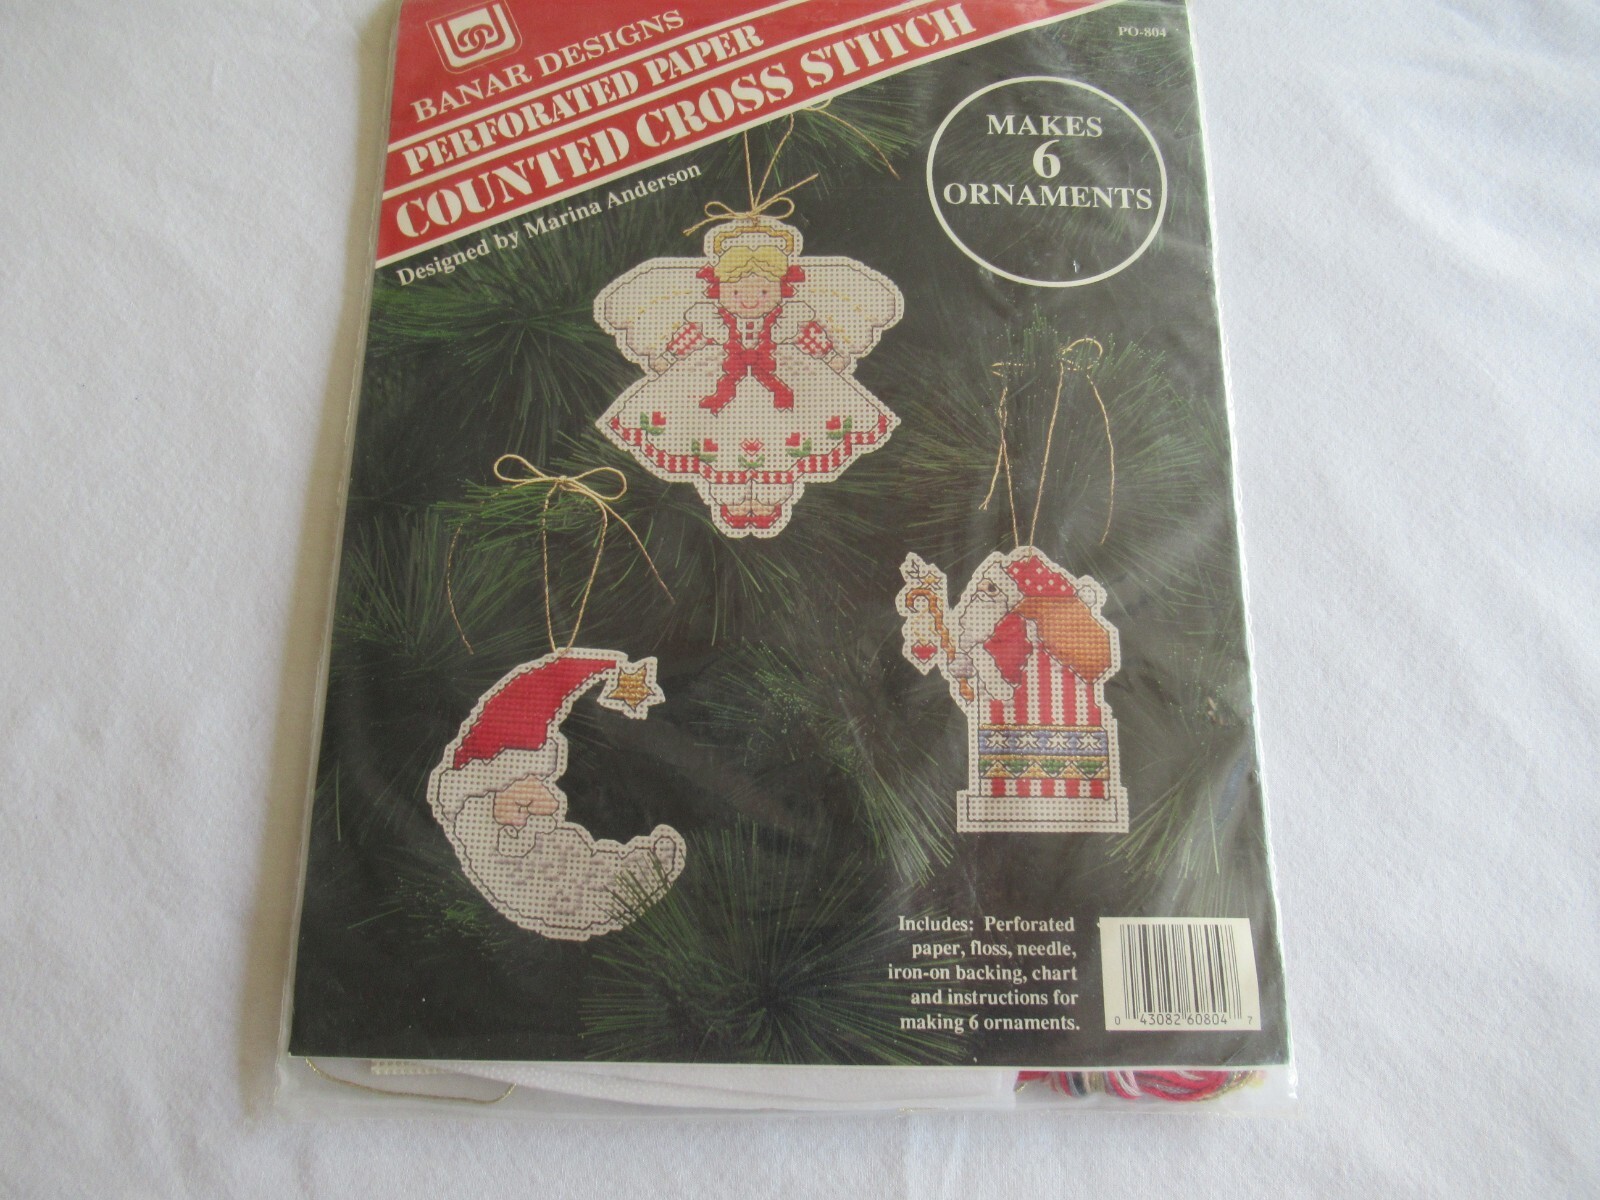 BANAR DESIGNS
PERFORATED PAPER
COUNTED CROSS STITCH
Designed by Marina Anderson
PO-804
MAKES
6
ORNAMENTS
Includes: Perforated
paper, floss, needle,
iron-on backing, chart
and instructions for
making 6 ornaments.
0 43082 60804 7